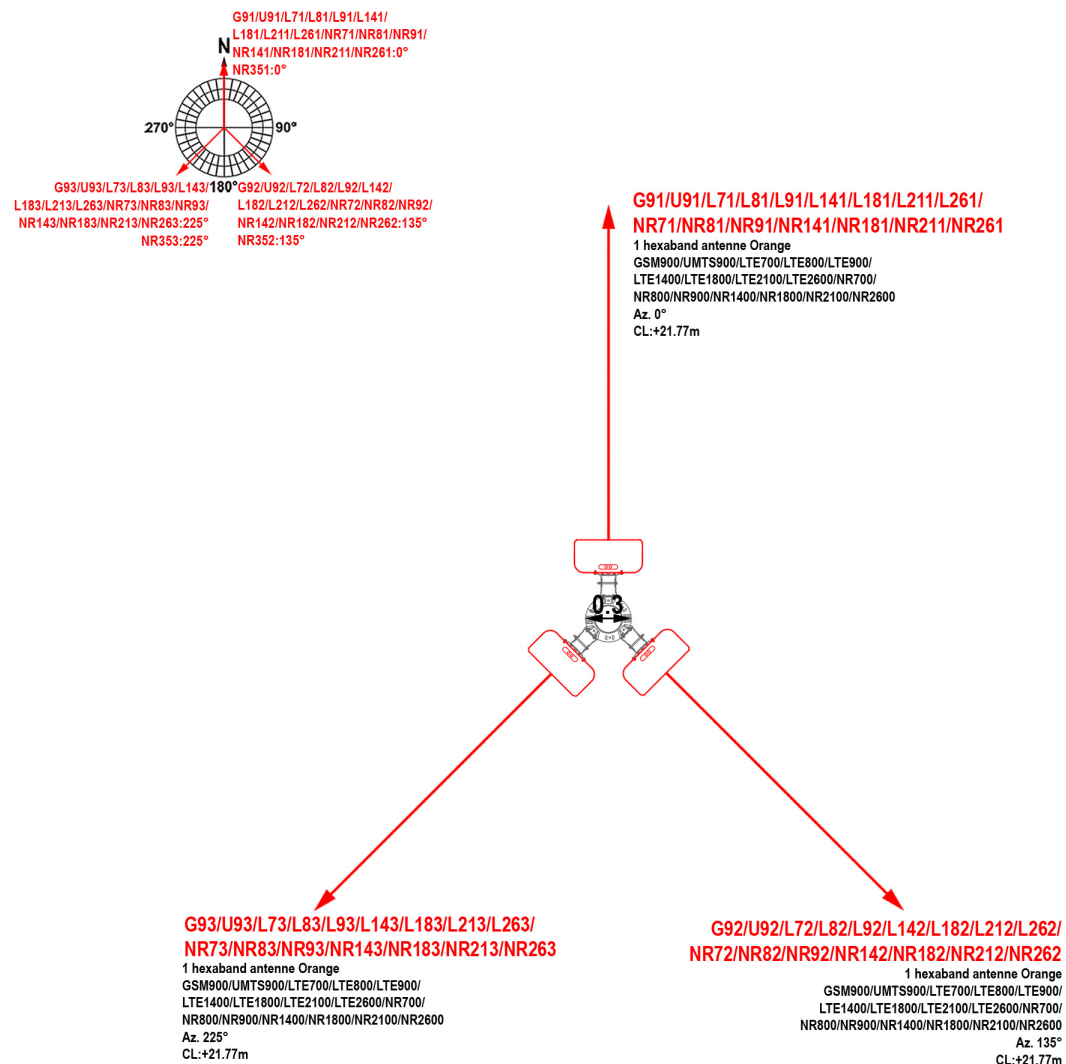 G91/U91/L71/L81/L91/L141/
L181/L211/L261/NR71/NR81/NR91/
NR141/NR181/NR211/NR261:0°
NR351:0°
N
270°
90°
180°
G93/U93/L73/L83/L93/L143/
L183/L213/L263/NR73/NR83/NR93/
NR143/NR183/NR213/NR263:225°
NR353:225°
G92/U92/L72/L82/L92/L142/
L182/L212/L262/NR72/NR82/NR92/
NR142/NR182/NR212/NR262:135°
NR352:135°
G91/U91/L71/L81/L91/L141/L181/L211/L261/
NR71/NR81/NR91/NR141/NR181/NR211/NR261
1 hexaband antenne Orange
GSM900/UMTS900/LTE700/LTE800/LTE900/
LTE1400/LTE1800/LTE2100/LTE2600/NR700/
NR800/NR900/NR1400/NR1800/NR2100/NR2600
Az. 0°
CL:+21.77m
0.3
G93/U93/L73/L83/L93/L143/L183/L213/L263/
NR73/NR83/NR93/NR143/NR183/NR213/NR263
1 hexaband antenne Orange
GSM900/UMTS900/LTE700/LTE800/LTE900/
LTE1400/LTE1800/LTE2100/LTE2600/NR700/
NR800/NR900/NR1400/NR1800/NR2100/NR2600
Az. 225°
CL:+21.77m
G92/U92/L72/L82/L92/L142/L182/L212/L262/
NR72/NR82/NR92/NR142/NR182/NR212/NR262
1 hexaband antenne Orange
GSM900/UMTS900/LTE700/LTE800/LTE900/
LTE1400/LTE1800/LTE2100/LTE2600/NR700/
NR800/NR900/NR1400/NR1800/NR2100/NR2600
Az. 135°
CL:+21.77m